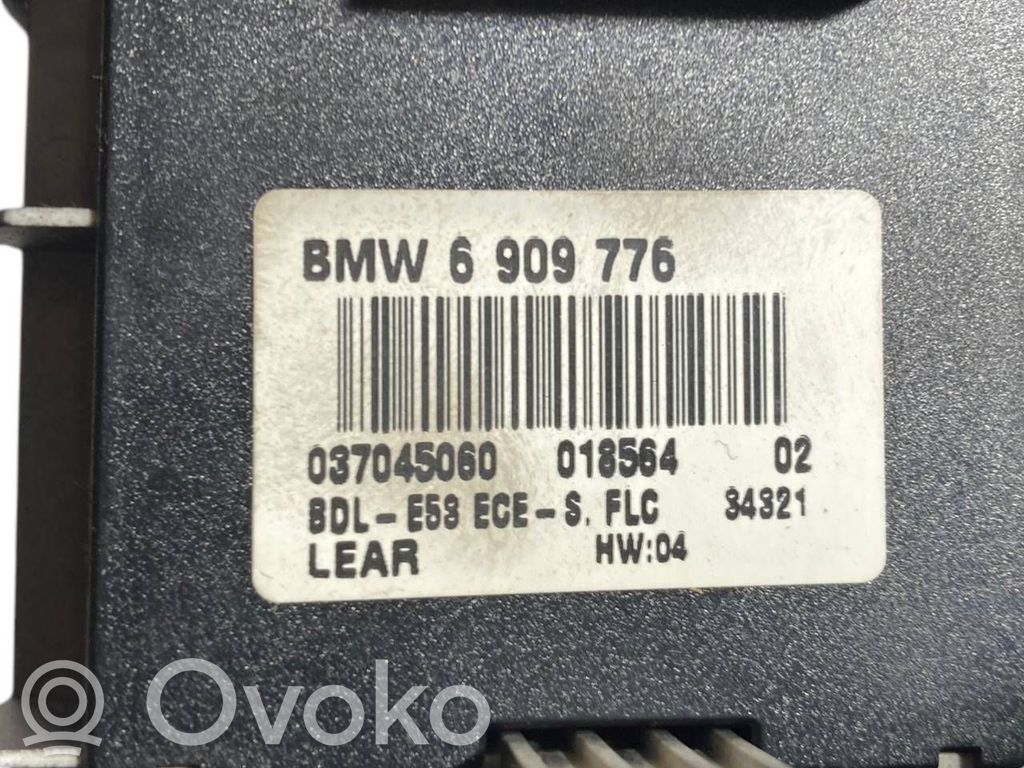 BMW 6 909 776
037045060 018564 02
BDL-E53 ECE-S. FLC 34321
LEAR HW:04
Ovoko